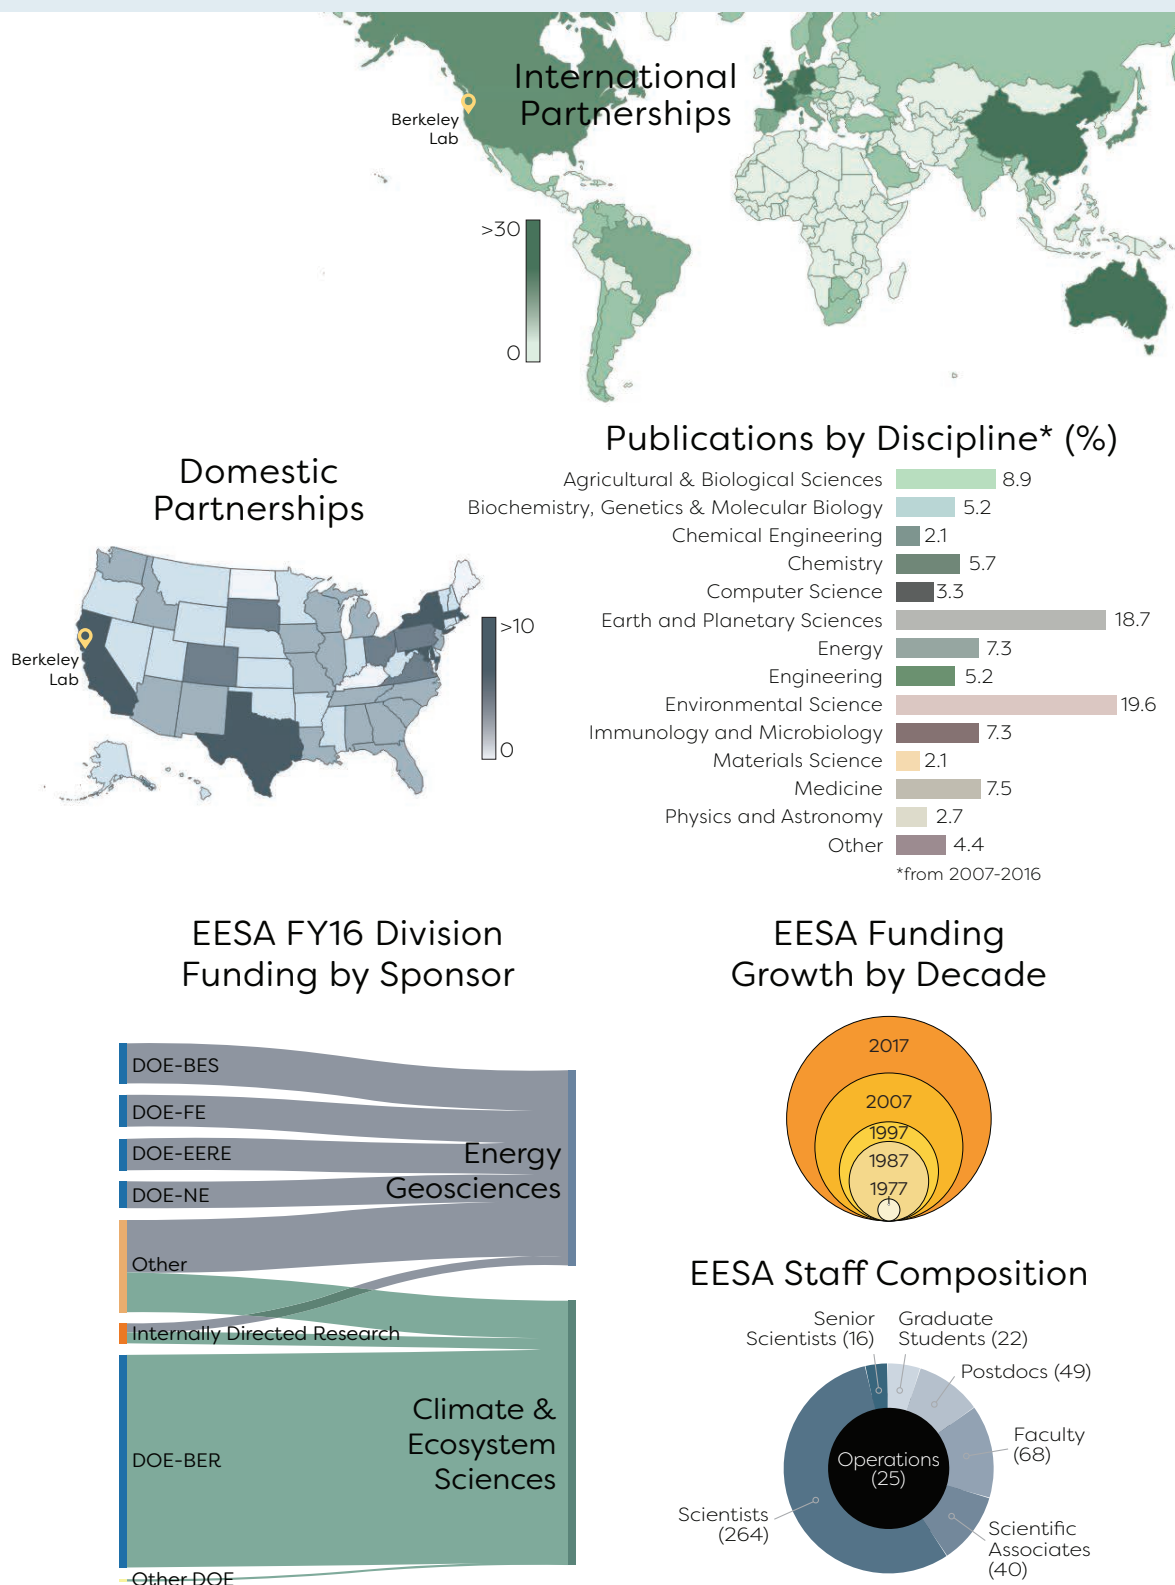 International
Partnerships
Berkeley
Lab
>30
0
Publications by Discipline* (%)
Agricultural & Biological Sciences 8.9
Biochemistry, Genetics & Molecular Biology 5.2
Chemical Engineering 2.1
Chemistry 5.7
Computer Science 3.3
Earth and Planetary Sciences 18.7
Energy 7.3
Engineering 5.2
Environmental Science 19.6
Immunology and Microbiology 7.3
Materials Science 2.1
Medicine 7.5
Physics and Astronomy 2.7
Other 4.4
*from 2007-2016
Domestic
Partnerships
Berkeley
Lab
>10
0
EESA FY16 Division
Funding by Sponsor
DOE-BES
DOE-FE
DOE-EERE
DOE-NE
Other
Internally Directed Research
DOE-BER
Other DOE
Energy
Geosciences
Climate &
Ecosystem
Sciences
EESA Funding
Growth by Decade
2017
2007
1997
1987
1977
EESA Staff Composition
Senior
Scientists (16)
Graduate
Students (22)
Postdocs (49)
Faculty
(68)
Operations
(25)
Scientists
(264)
Scientific
Associates
(40)